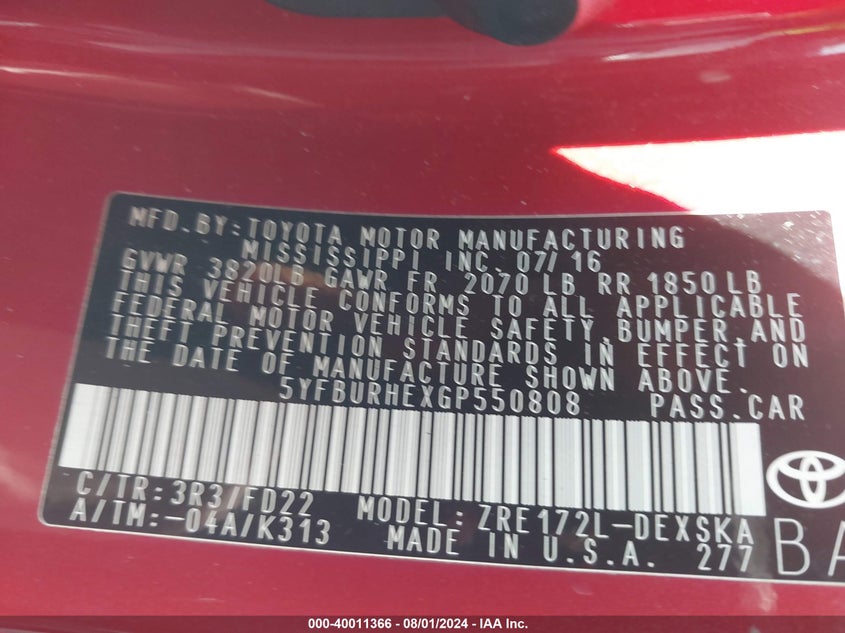 MFD.BY:TOYOTA MOTOR MANUFACTURING
MISSISSIPPI INC. 07/16
GVWR 3820LB GAWR FR 2070 LB RR 1850 LB
THIS VEHICLE CONFORMS TO ALL APPLICABLE
FEDERAL MOTOR VEHICLE SAFETY,BUMPER,AND
THEFT PREVENTION STANDARDS IN EFFECT ON
THE DATE OF MANUFACTURE SHOWN ABOVE.
5YFBURHEXGP550808 PASS.CAR
C/TR:3R3/FD22 MODEL:ZRE172L-DEXSKA
A/TM:-04A/K313 MADE IN U.S.A. 277
BA
000-40011366 - 08/01/2024 - IAA Inc.